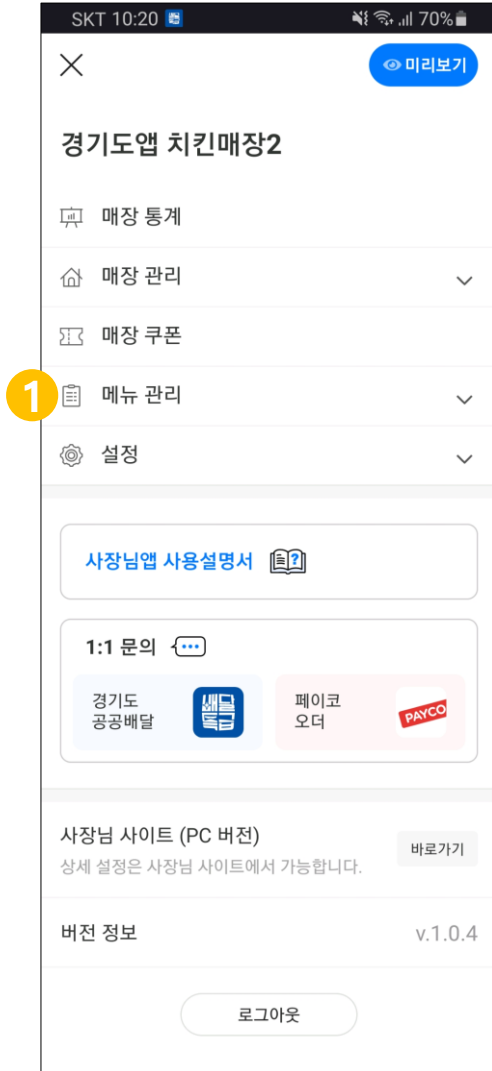 SKT 10:20 70%
미리보기
경기도앱 치킨매장2
매장 통계
매장 관리
매장 쿠폰
1 메뉴 관리
설정
사장님앱 사용설명서 ?
1:1 문의
경기도
공공배달
배달
특급
페이코
오더
PAYCO
사장님 사이트 (PC 버전)
바로가기
상세 설정은 사장님 사이트에서 가능합니다.
버전 정보 v.1.0.4
로그아웃